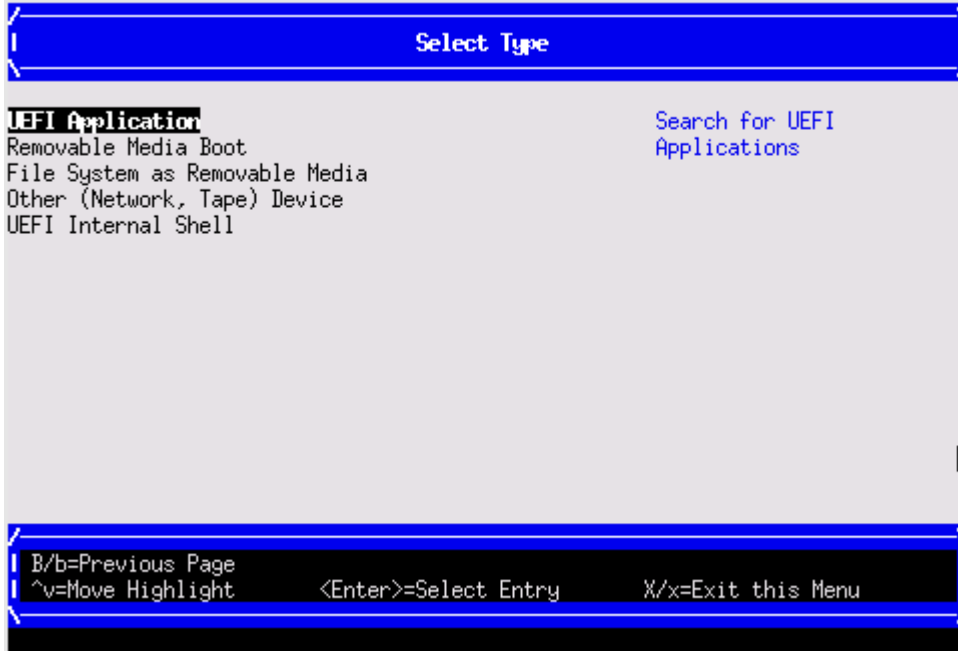 Select Type
UEFI Application
Search for UEFI
Removable Media Boot
Applications
File System as Removable Media
Other (Network, Tape) Device
UEFI Internal Shell
B/b=Previous Page
^v=Move Highlight <Enter>=Select Entry X/x=Exit this Menu